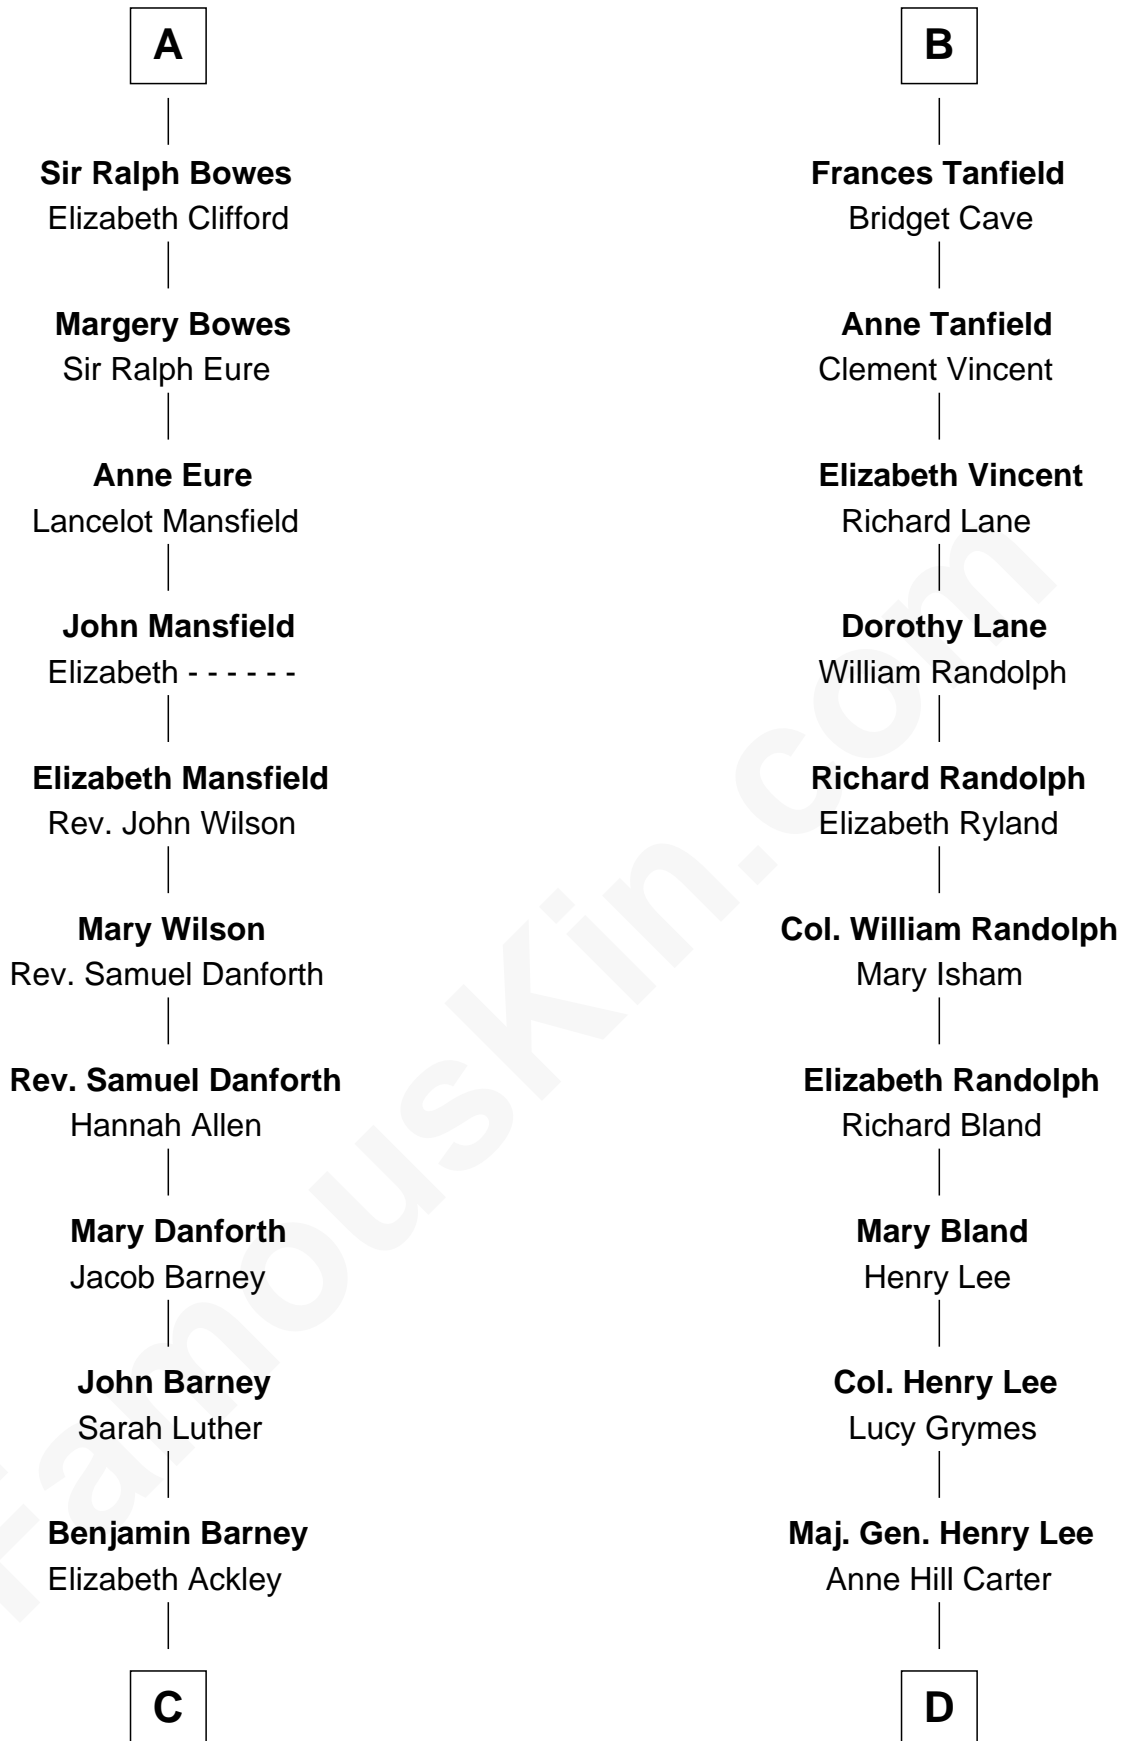 A
Sir Ralph Bowes
Elizabeth Clifford
Margery Bowes
Sir Ralph Eure
Anne Eure
Lancelot Mansfield
John Mansfield
Elizabeth - - - - - -
Elizabeth Mansfield
Rev. John Wilson
Mary Wilson
Rev. Samuel Danforth
Rev. Samuel Danforth
Hannah Allen
Mary Danforth
Jacob Barney
John Barney
Sarah Luther
Benjamin Barney
Elizabeth Ackley
C
B
Frances Tanfield
Bridget Cave
Anne Tanfield
Clement Vincent
Elizabeth Vincent
Richard Lane
Dorothy Lane
William Randolph
Richard Randolph
Elizabeth Ryland
Col. William Randolph
Mary Isham
Elizabeth Randolph
Richard Bland
Mary Bland
Henry Lee
Col. Henry Lee
Lucy Grymes
Maj. Gen. Henry Lee
Anne Hill Carter
D
FamousKin.com